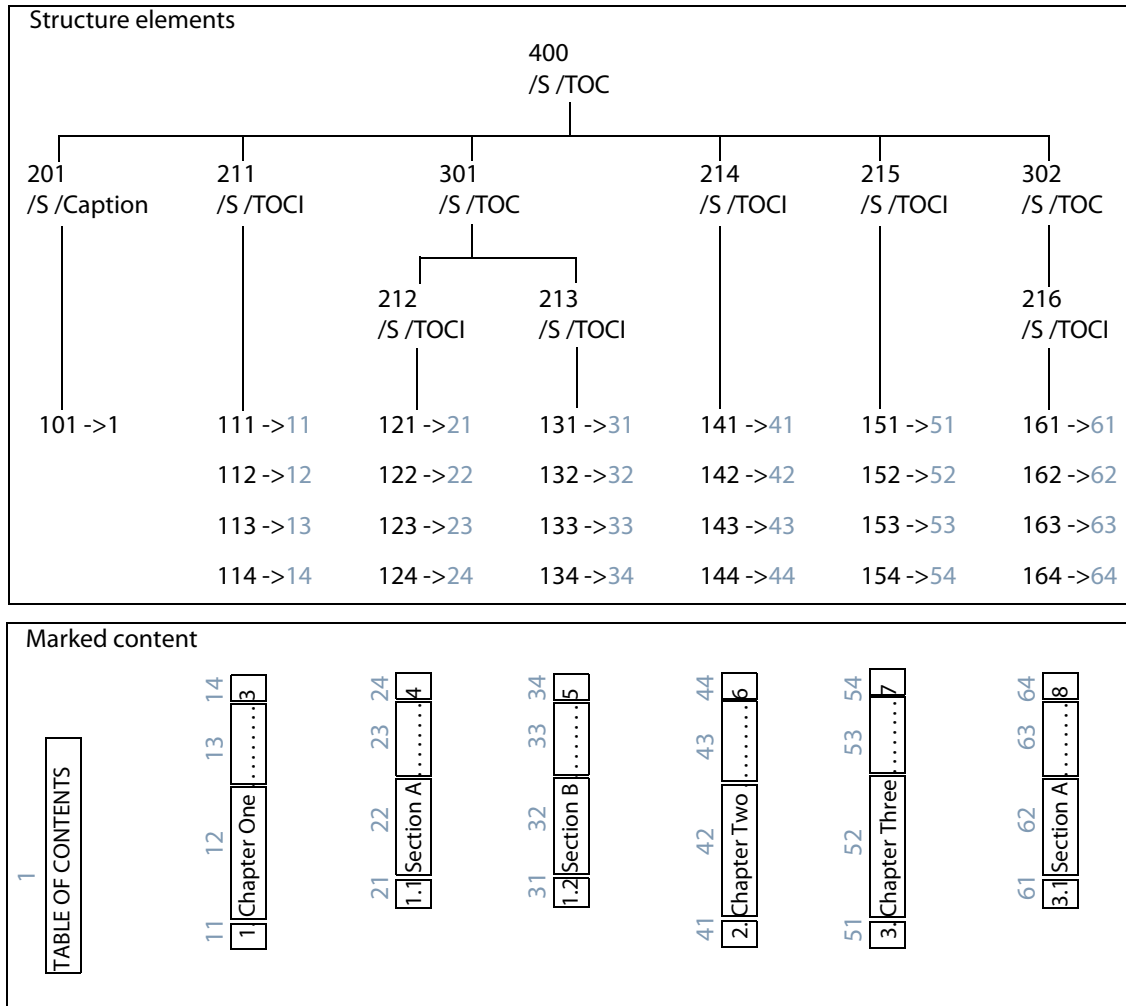 Structure elements
400
/S /TOC
201 211 301 214 215 302
/S /Caption /S /TOCI /S /TOC /S /TOCI /S /TOCI /S /TOC
212 213 216
/S /TOCI /S /TOCI /S /TOCI
101 ->1 111 ->11 121 ->21 131 ->31 141 ->41 151 ->51 161 ->61
112 ->12 122 ->22 132 ->32 142 ->42 152 ->52 162 ->62
113 ->13 123 ->23 133 ->33 143 ->43 153 ->53 163 ->63
114 ->14 124 ->24 134 ->34 144 ->44 154 ->54 164 ->64
Marked content
1
TABLE OF CONTENTS
11 12 13 14
1. Chapter One ........ 3
21 22 23 24
1.1 Section A ........ 4
31 32 33 34
1.2 Section B ........ 5
41 42 43 44
2. Chapter Two ........ 6
51 52 53 54
3. Chapter Three ........ 7
61 62 63 64
3.1 Section A ........ 8